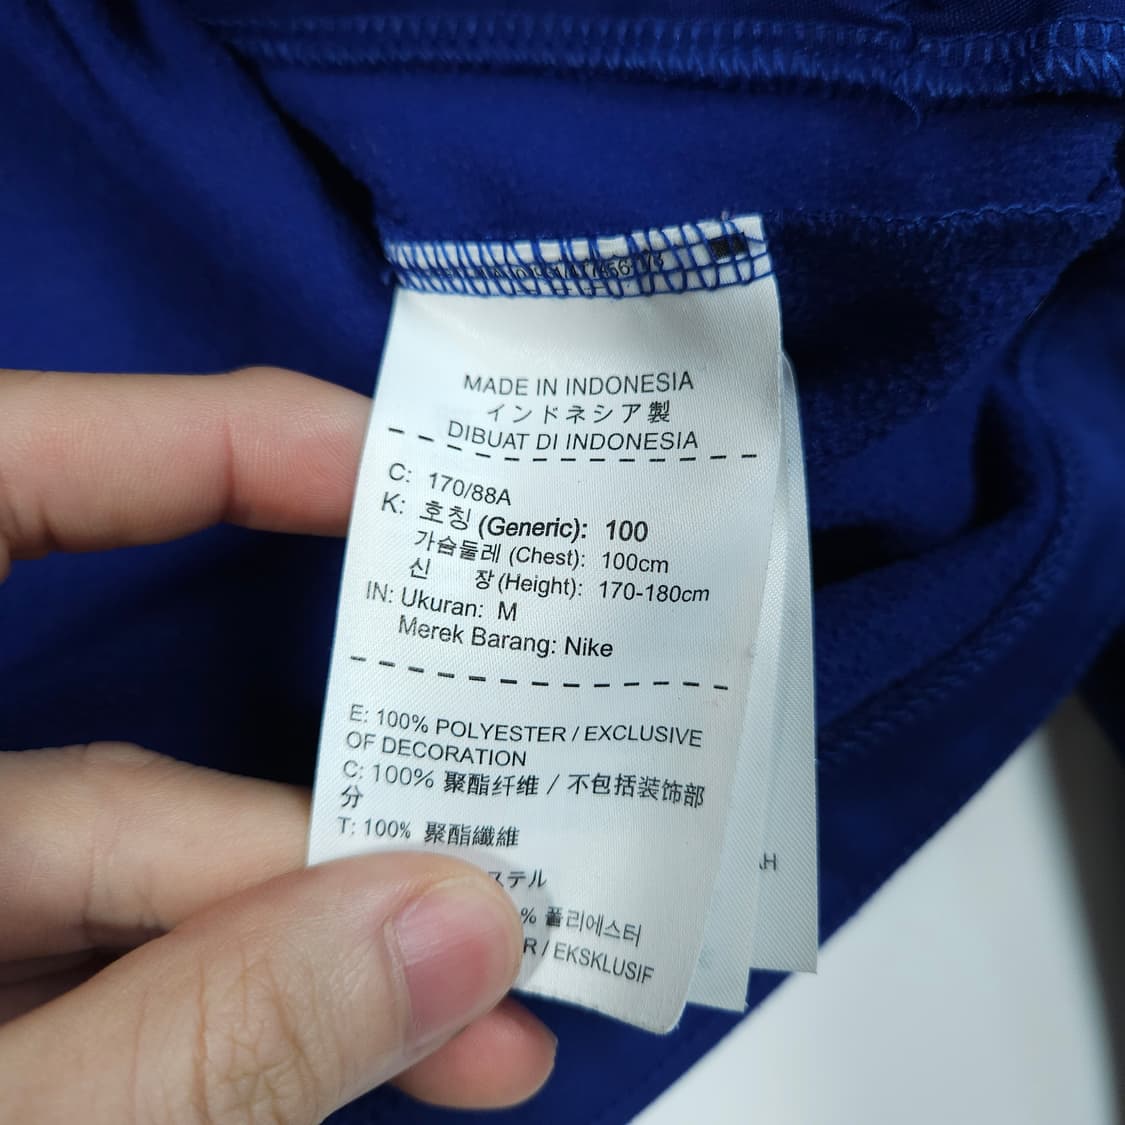 MADE IN INDONESIA
インドネシア製
DIBUAT DI INDONESIA
C: 170/88A
K: 호칭 (Generic): 100
가슴둘레 (Chest): 100cm
신 장 (Height): 170-180cm
IN: Ukuran: M
Merek Barang: Nike
E: 100% POLYESTER / EXCLUSIVE
OF DECORATION
C: 100% 聚酯纤维 / 不包括装饰部
分
T: 100% 聚酯纖維
ステル
% 폴리에스터
R / EKSKLUSIF